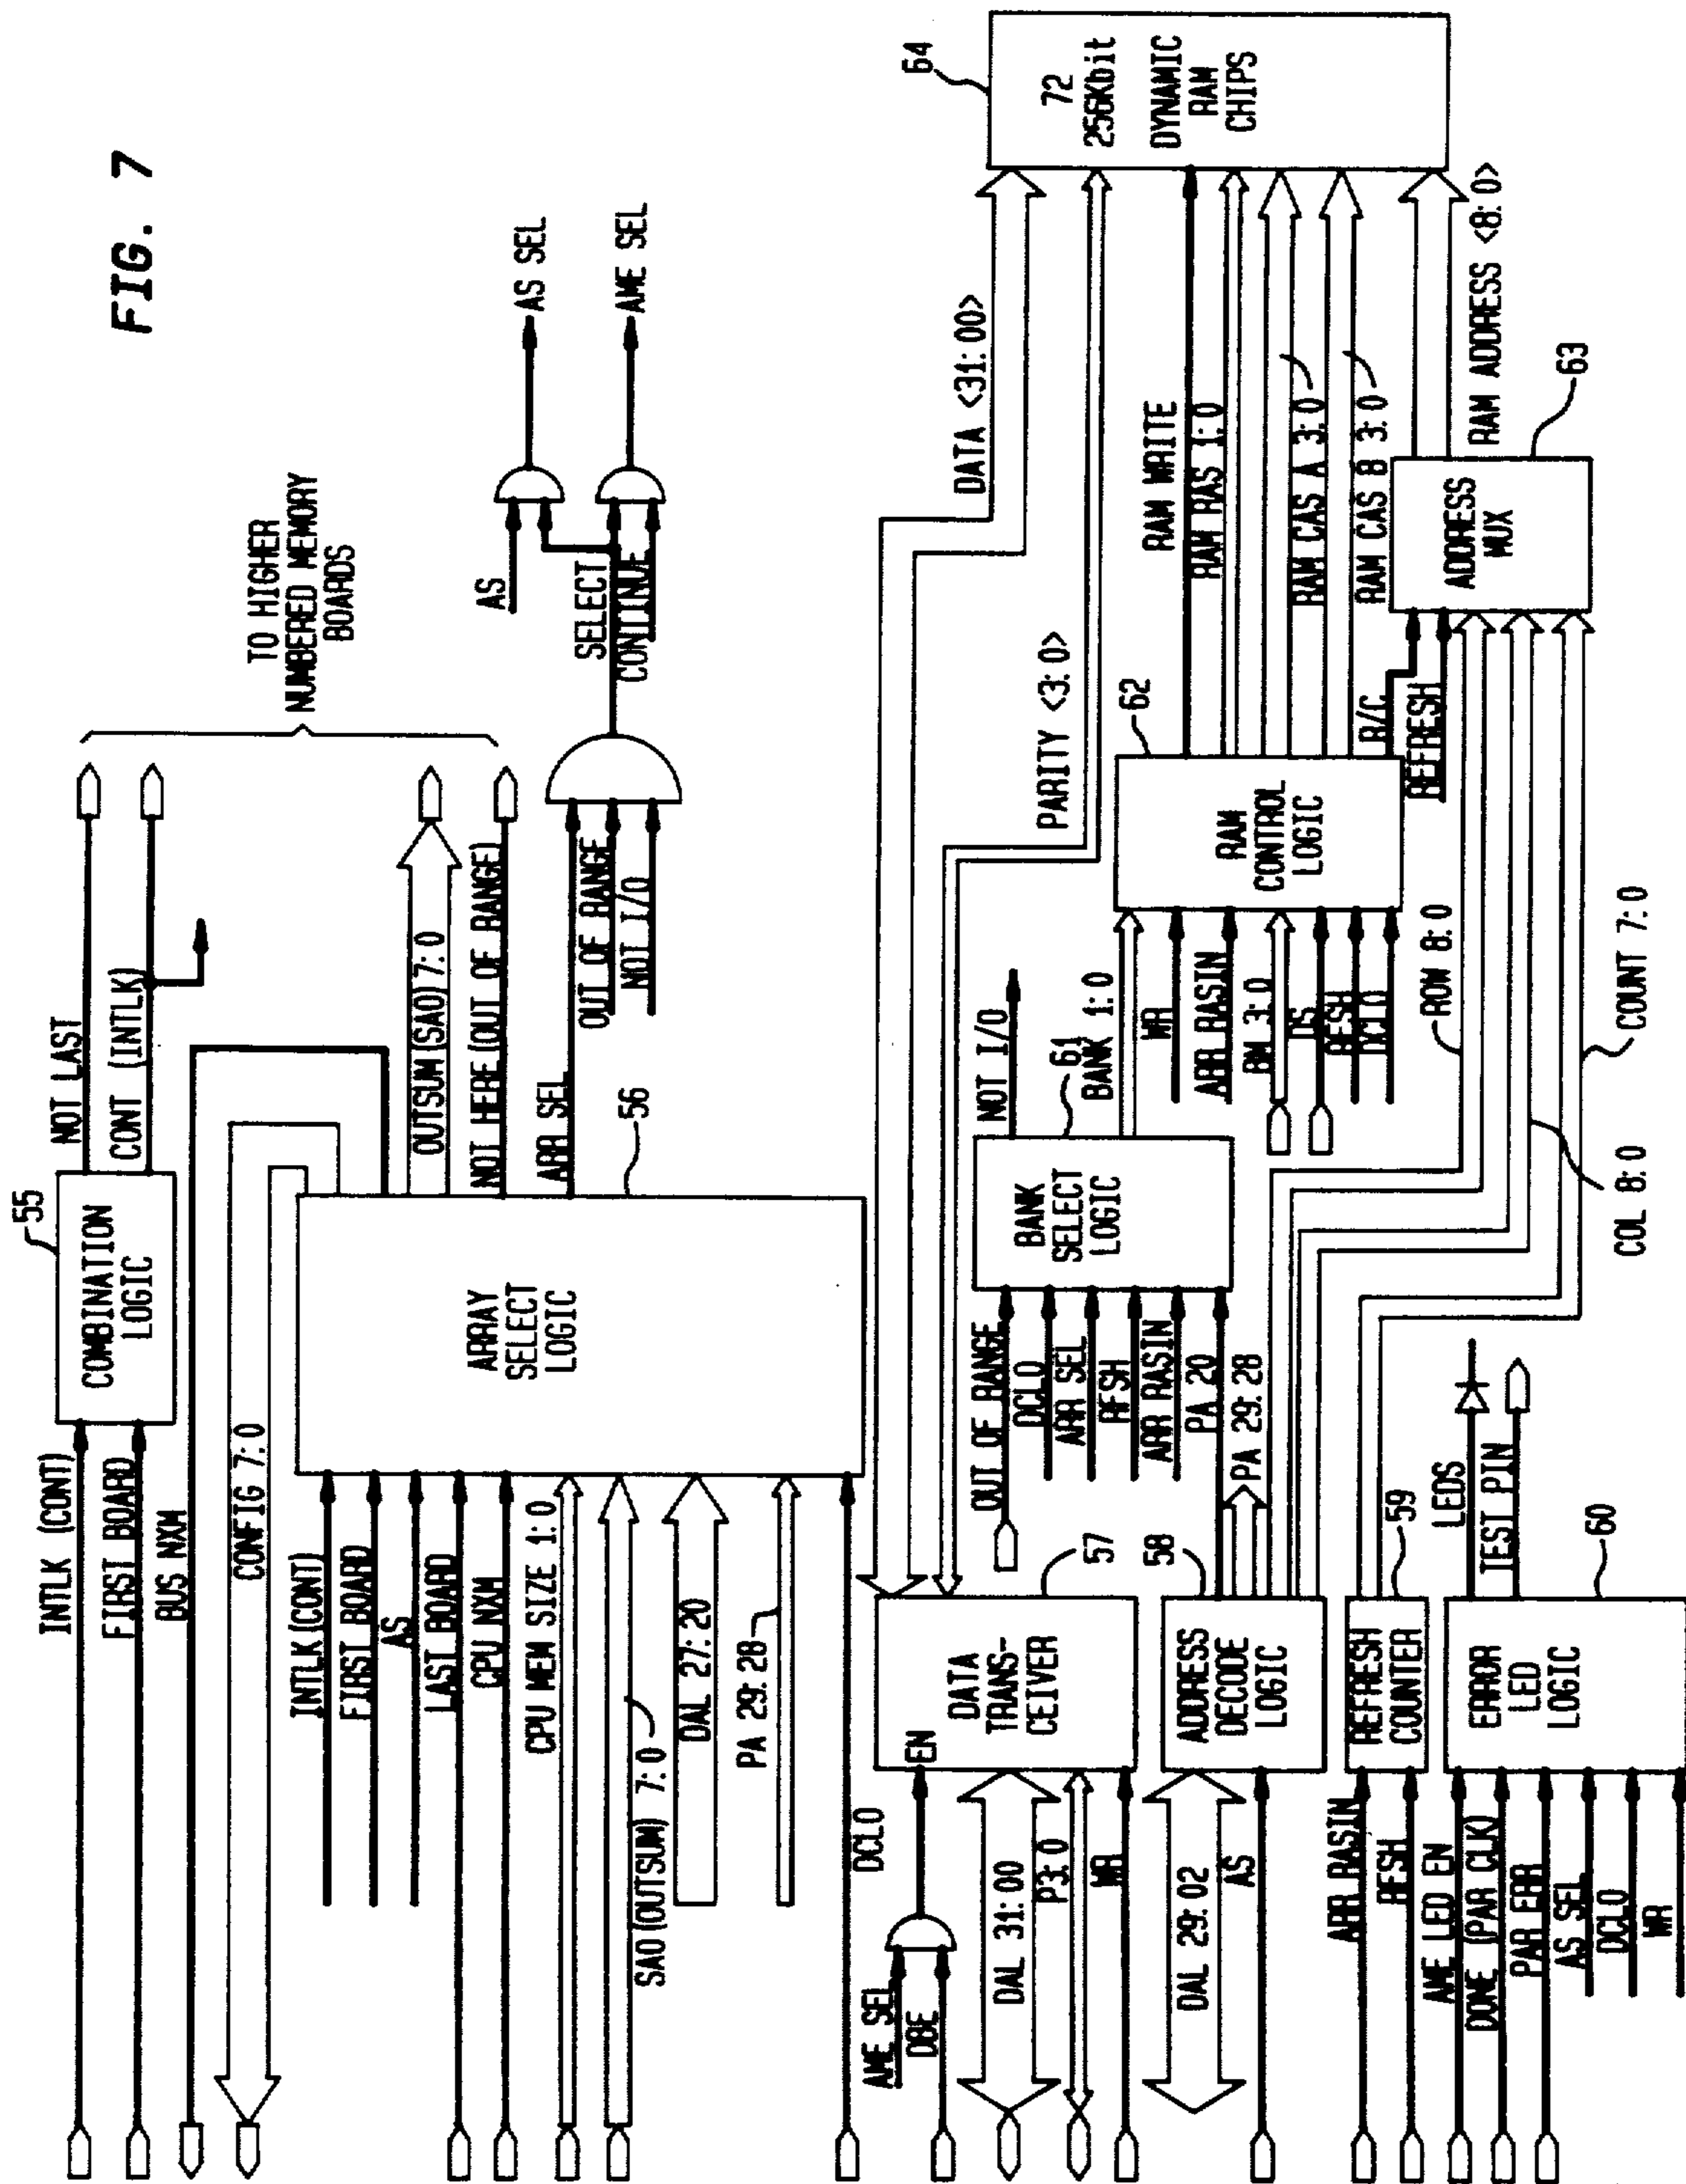 FIG. 7
INTLK (CONT)
FIRST BOARD
BUS NXM
CONFIG 7:0
55
COMBINATION
LOGIC
NOT LAST
CONT (INTLK)
TO HIGHER
NUMBERED MEMORY
BOARDS
INTLK(CONT)
FIRST BOARD
AS
LAST BOARD
CPU NXM
CPU MEM SIZE 1:0
SAO(OUTSUM) 7:0
DAL 27:20
PA 29:28
DCLO
ARRAY
SELECT
LOGIC
56
OUTSUM(SAO)7:0
NOT HERE(OUT OF RANGE)
ARR SEL
OUT OF RANGE
NOT I/O
AS
SELECT
CONTINUE
AS SEL
AME SEL
AME SEL
DBE
EN
DAL 31:00
P3:0
WR
DATA
TRANS-
CEIVER
57
DATA <31:00>
PARITY <3:0>
DAL 29:02
AS
ADDRESS
DECODE
LOGIC
58
PA 29:28
OUT OF RANGE
DCLO
ARR SEL
RFSH
ARR RASIN
PA 20
BANK
SELECT
LOGIC
61
NOT I/O
BANK 1:0
WR
ARR RASIN
BM 3:0
DS
RFSH
DCLO
RAM
CONTROL
LOGIC
62
RAM WRITE
RAM RAS 1:0
RAM CAS A 3:0
RAM CAS B 3:0
R/C
REFRESH
ADDRESS
MUX
63
RAM ADDRESS <8:0>
64
72
256Kbit
DYNAMIC
RAM
CHIPS
ROW 8:0
COL 8:0
COUNT 7:0
ARR RASIN
RFSH
REFRESH
COUNTER
59
AME LED EN
DONE (PAR CLK)
PAR ERR
AS SEL
DCLO
WR
ERROR
LED
LOGIC
60
LEDS
TEST PIN